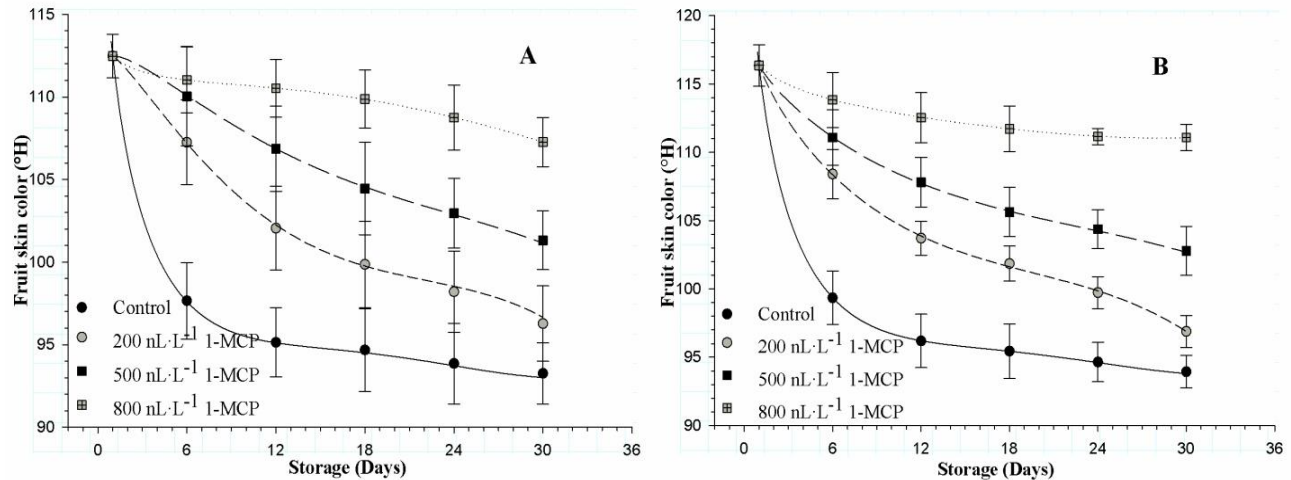 115
110
105
100
95
90
Fruit skin color (°H)
A
Control
200 nL·L-1 1-MCP
500 nL·L-1 1-MCP
800 nL·L-1 1-MCP
0 6 12 18 24 30 36
Storage (Days)
120
115
110
105
100
95
90
Fruit skin color (°H)
B
Control
200 nL·L-1 1-MCP
500 nL·L-1 1-MCP
800 nL·L-1 1-MCP
0 6 12 18 24 30 36
Storage (Days)